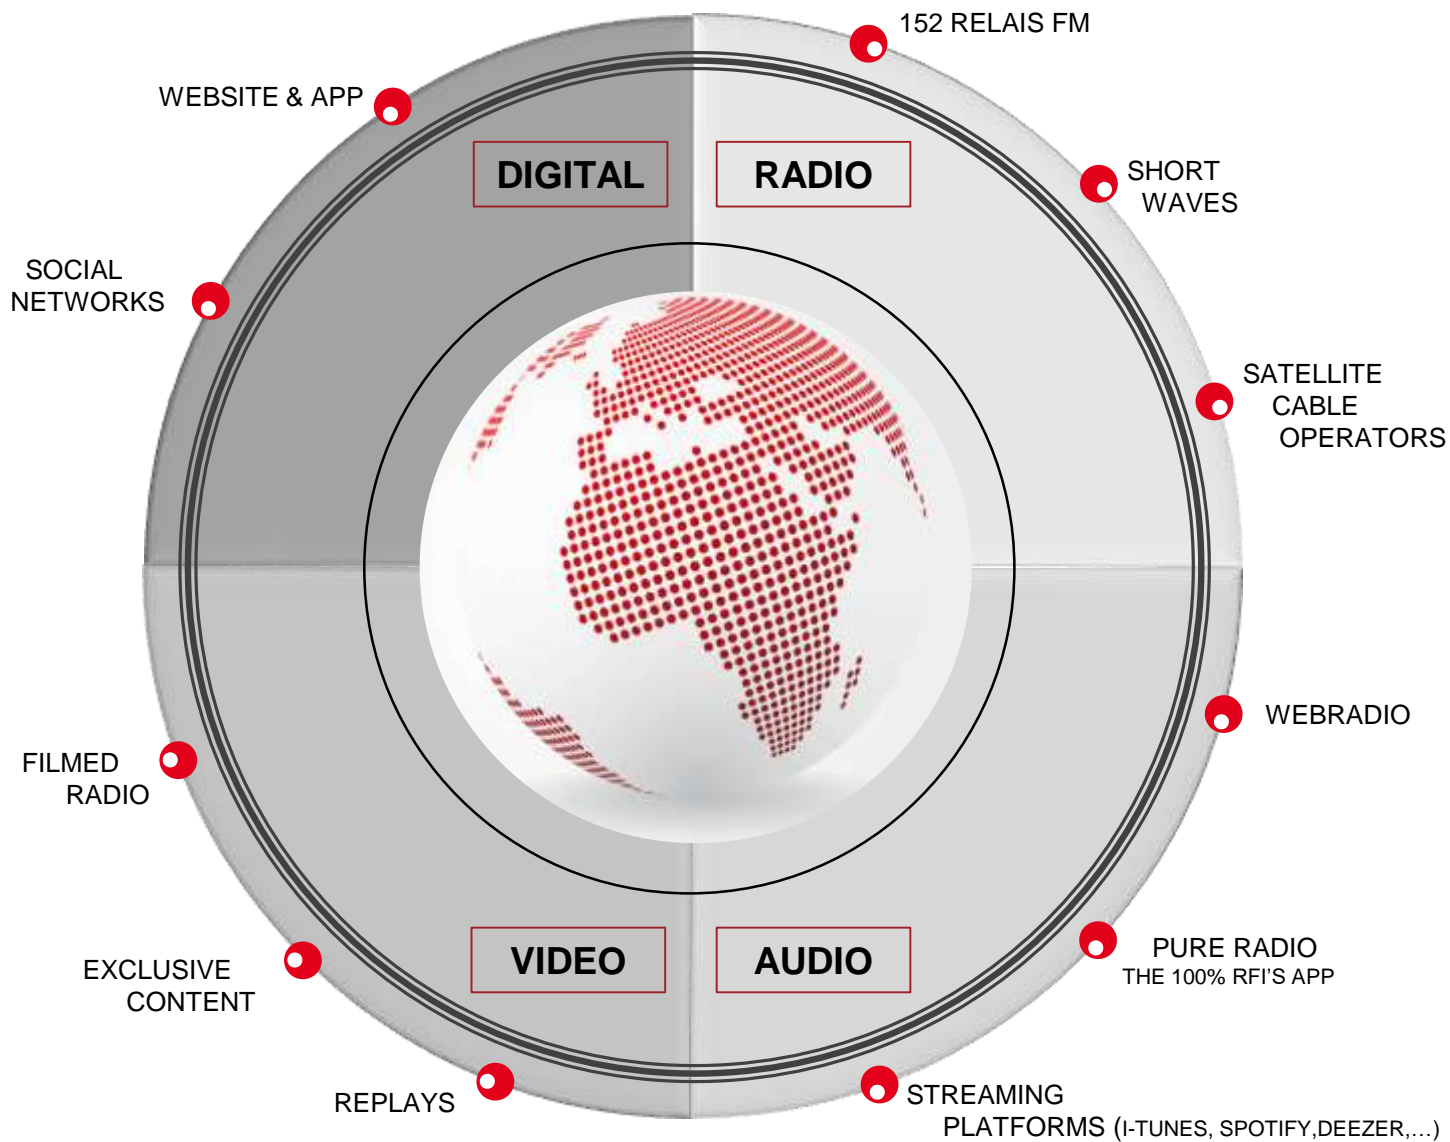 152 RELAIS FM
WEBSITE & APP
DIGITAL
RADIO
SHORT
WAVES
SOCIAL
NETWORKS
SATELLITE
CABLE
OPERATORS
WEBRADIO
FILMED
RADIO
EXCLUSIVE
CONTENT
VIDEO
AUDIO
PURE RADIO
THE 100% RFI'S APP
REPLAYS
STREAMING
PLATFORMS (I-TUNES, SPOTIFY,DEEZER,...)